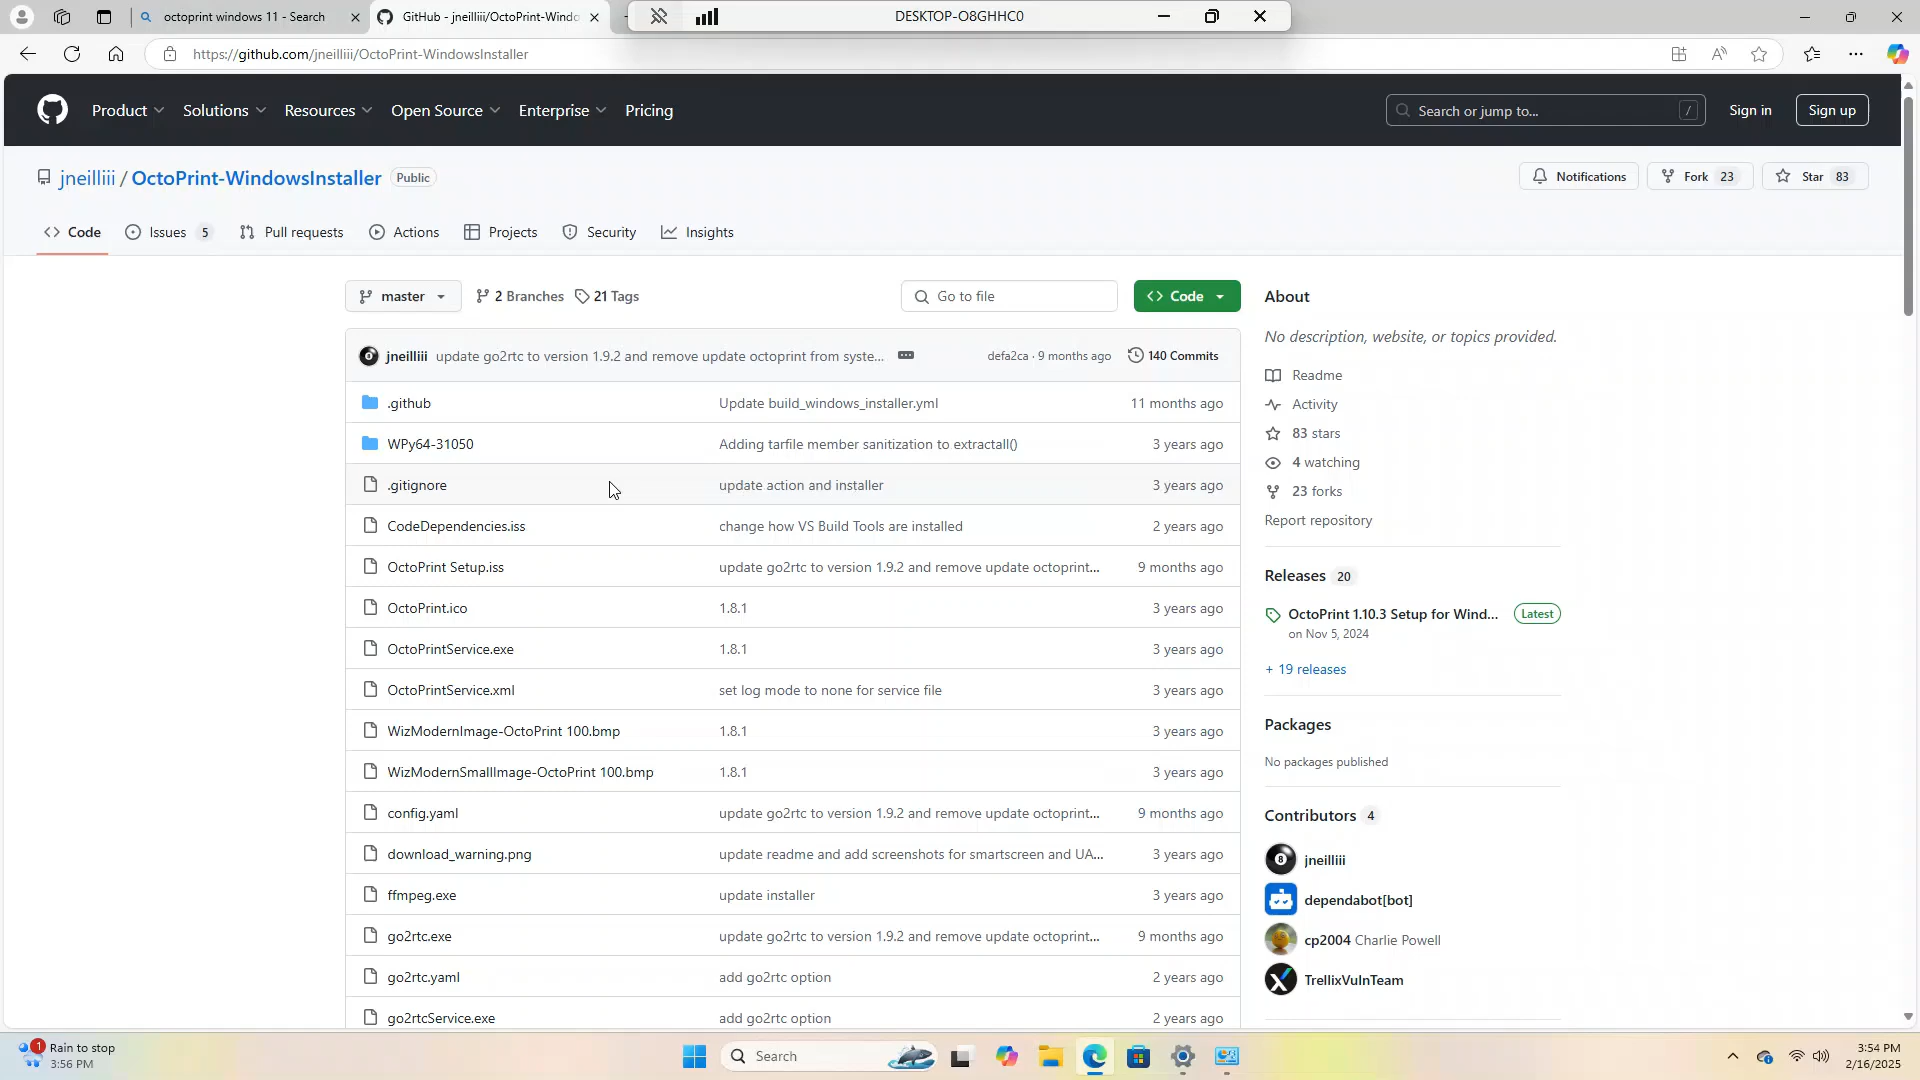 octoprint windows 11 - Search
GitHub - jneilliii/OctoPrint-Windo
DESKTOP-O8GHHC0
https://github.com/jneilliii/OctoPrint-WindowsInstaller
Product
Solutions
Resources
Open Source
Enterprise
Pricing
Search or jump to...
/
Sign in
Sign up
jneilliii / OctoPrint-WindowsInstaller
Public
Notifications
Fork 23
Star 83
Code
Issues 5
Pull requests
Actions
Projects
Security
Insights
master
2 Branches
21 Tags
Go to file
Code
jneilliii update go2rtc to version 1.9.2 and remove update octoprint from syste...
defa2ca · 9 months ago
140 Commits
.github Update build_windows_installer.yml 11 months ago
WPy64-31050 Adding tarfile member sanitization to extractall() 3 years ago
.gitignore update action and installer 3 years ago
CodeDependencies.iss change how VS Build Tools are installed 2 years ago
OctoPrint Setup.iss update go2rtc to version 1.9.2 and remove update octoprint... 9 months ago
OctoPrint.ico 1.8.1 3 years ago
OctoPrintService.exe 1.8.1 3 years ago
OctoPrintService.xml set log mode to none for service file 3 years ago
WizModernImage-OctoPrint 100.bmp 1.8.1 3 years ago
WizModernSmallImage-OctoPrint 100.bmp 1.8.1 3 years ago
config.yaml update go2rtc to version 1.9.2 and remove update octoprint... 9 months ago
download_warning.png update readme and add screenshots for smartscreen and UA... 3 years ago
ffmpeg.exe update installer 3 years ago
go2rtc.exe update go2rtc to version 1.9.2 and remove update octoprint... 9 months ago
go2rtc.yaml add go2rtc option 2 years ago
go2rtcService.exe add go2rtc option 2 years ago
About
No description, website, or topics provided.
Readme
Activity
83 stars
4 watching
23 forks
Report repository
Releases 20
OctoPrint 1.10.3 Setup for Wind...
Latest
on Nov 5, 2024
+ 19 releases
Packages
No packages published
Contributors 4
jneilliii
dependabot[bot]
cp2004 Charlie Powell
TrellixVulnTeam
1
Rain to stop
3:56 PM
Search
3:54 PM
2/16/2025